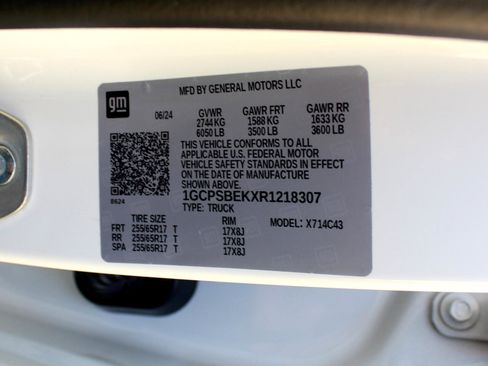 MFD BY GENERAL MOTORS LLC
gm
06/24 GVWR GAWR FRT GAWR RR
2744 KG 1588 KG 1633 KG
6050 LB 3500 LB 3600 LB
THIS VEHICLE CONFORMS TO ALL
APPLICABLE U.S. FEDERAL MOTOR
VEHICLE SAFETY STANDARDS IN EFFECT
ON THE DATE OF MANUFACTURE
SHOWN ABOVE.
1GCPSBEKXR1218307
8624
TYPE: TRUCK
TIRE SIZE RIM MODEL: X714C43
FRT 255/65R17 T 17X8J
RR 255/65R17 T 17X8J
SPA 255/65R17 T 17X8J